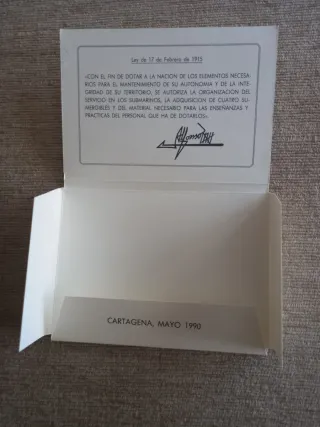 Ley de 17 de Febrero de 1915
«CON EL FIN DE DOTAR A LA NACION DE LOS ELEMENTOS NECESA-
RIOS PARA EL MANTENIMIENTO DE SU AUTONOMIA Y DE LA INTE-
GRIDAD DE SU TERRITORIO, SE AUTORIZA LA ORGANIZACION DEL
SERVICIO EN LOS SUBMARINOS, LA ADQUISICION DE CUATRO SU-
MERGIBLES Y DEL MATERIAL NECESARIO PARA LAS ENSEÑANZAS Y
PRACTICAS DEL PERSONAL QUE HA DE DOTARLOS».
CARTAGENA, MAYO 1990